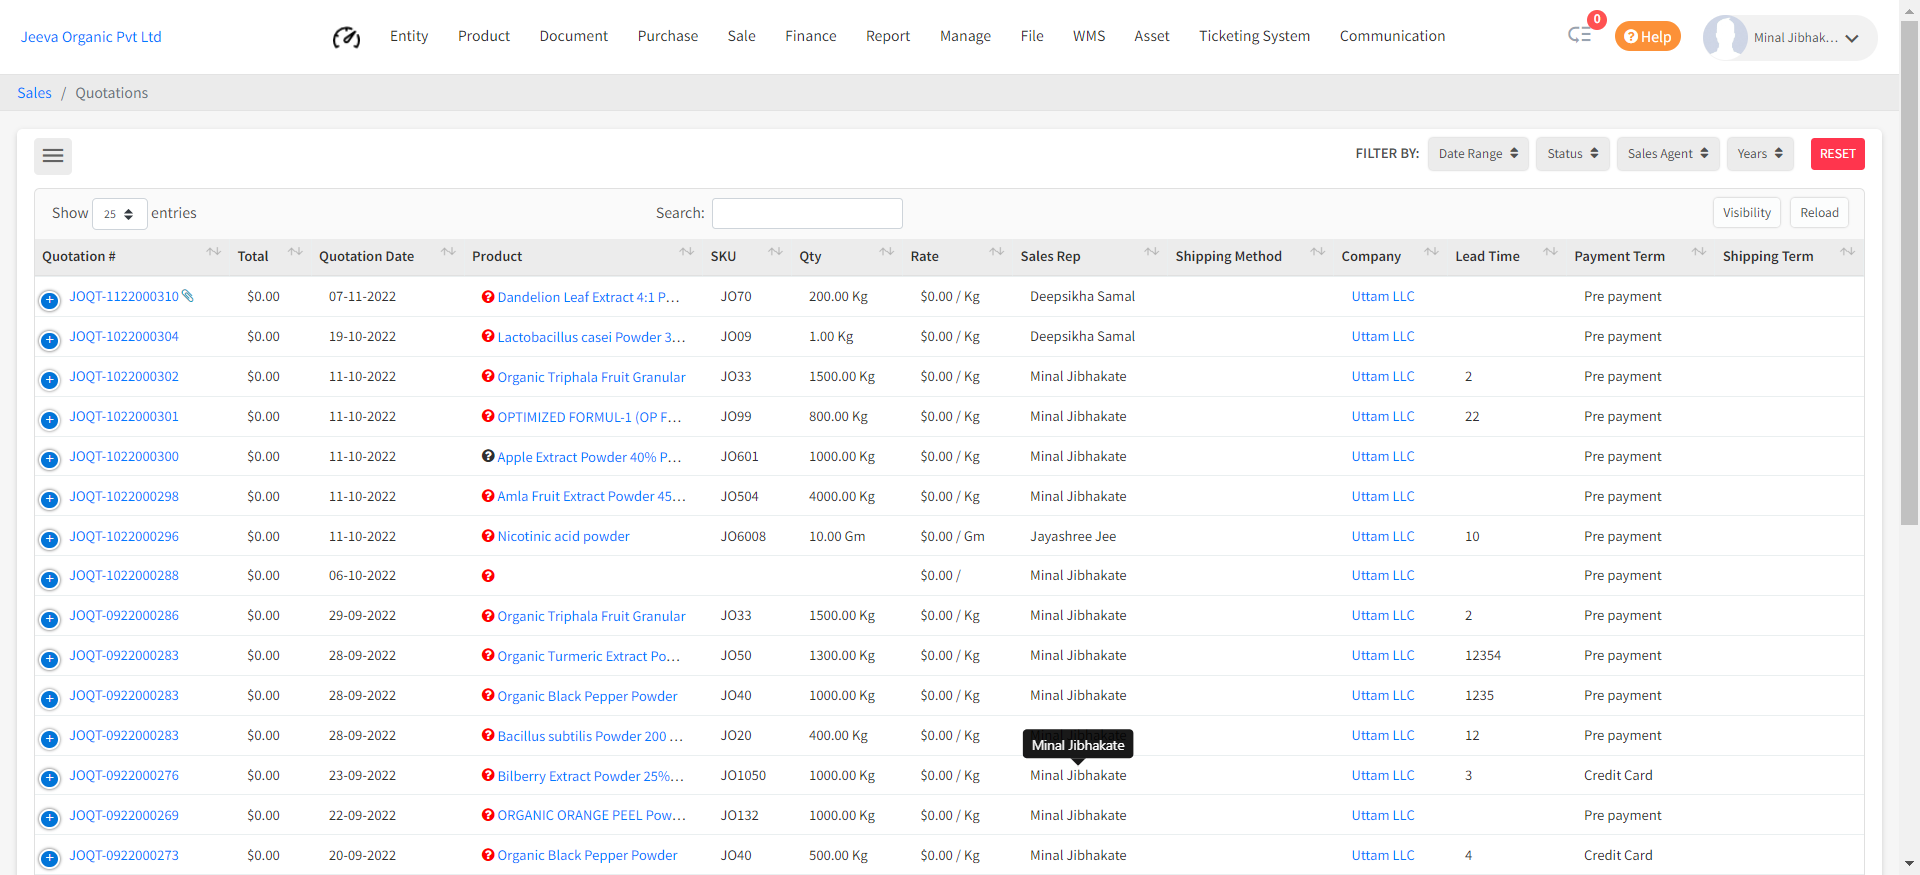 Jeeva Organic Pvt Ltd Entity Product Document Purchase Sale Finance Report Manage File WMS Asset Ticketing System Communication 0 Help Minal Jibhak...
Sales / Quotations
FILTER BY: Date Range Status Sales Agent Years RESET
Show 25 entries Search: Visibility Reload
Quotation # Total Quotation Date Product SKU Qty Rate Sales Rep Shipping Method Company Lead Time Payment Term Shipping Term
JOQT-1122000310 $0.00 07-11-2022 Dandelion Leaf Extract 4:1 P... JO70 200.00 Kg $0.00 / Kg Deepsikha Samal Uttam LLC Pre payment
JOQT-1022000304 $0.00 19-10-2022 Lactobacillus casei Powder 3... JO09 1.00 Kg $0.00 / Kg Deepsikha Samal Uttam LLC Pre payment
JOQT-1022000302 $0.00 11-10-2022 Organic Triphala Fruit Granular JO33 1500.00 Kg $0.00 / Kg Minal Jibhakate Uttam LLC 2 Pre payment
JOQT-1022000301 $0.00 11-10-2022 OPTIMIZED FORMUL-1 (OP F... JO99 800.00 Kg $0.00 / Kg Minal Jibhakate Uttam LLC 22 Pre payment
JOQT-1022000300 $0.00 11-10-2022 Apple Extract Powder 40% P... JO601 1000.00 Kg $0.00 / Kg Minal Jibhakate Uttam LLC Pre payment
JOQT-1022000298 $0.00 11-10-2022 Amla Fruit Extract Powder 45... JO504 4000.00 Kg $0.00 / Kg Minal Jibhakate Uttam LLC Pre payment
JOQT-1022000296 $0.00 11-10-2022 Nicotinic acid powder JO6008 10.00 Gm $0.00 / Gm Jayashree Jee Uttam LLC 10 Pre payment
JOQT-1022000288 $0.00 06-10-2022 $0.00 / Minal Jibhakate Uttam LLC Pre payment
JOQT-0922000286 $0.00 29-09-2022 Organic Triphala Fruit Granular JO33 1500.00 Kg $0.00 / Kg Minal Jibhakate Uttam LLC 2 Pre payment
JOQT-0922000283 $0.00 28-09-2022 Organic Turmeric Extract Po... JO50 1300.00 Kg $0.00 / Kg Minal Jibhakate Uttam LLC 12354 Pre payment
JOQT-0922000283 $0.00 28-09-2022 Organic Black Pepper Powder JO40 1000.00 Kg $0.00 / Kg Minal Jibhakate Uttam LLC 1235 Pre payment
JOQT-0922000283 $0.00 28-09-2022 Bacillus subtilis Powder 200 ... JO20 400.00 Kg $0.00 / Kg Uttam LLC 12 Pre payment
Minal Jibhakate
JOQT-0922000276 $0.00 23-09-2022 Bilberry Extract Powder 25%... JO1050 1000.00 Kg $0.00 / Kg Minal Jibhakate Uttam LLC 3 Credit Card
JOQT-0922000269 $0.00 22-09-2022 ORGANIC ORANGE PEEL Pow... JO132 1000.00 Kg $0.00 / Kg Minal Jibhakate Uttam LLC Pre payment
JOQT-0922000273 $0.00 20-09-2022 Organic Black Pepper Powder JO40 500.00 Kg $0.00 / Kg Minal Jibhakate Uttam LLC 4 Credit Card